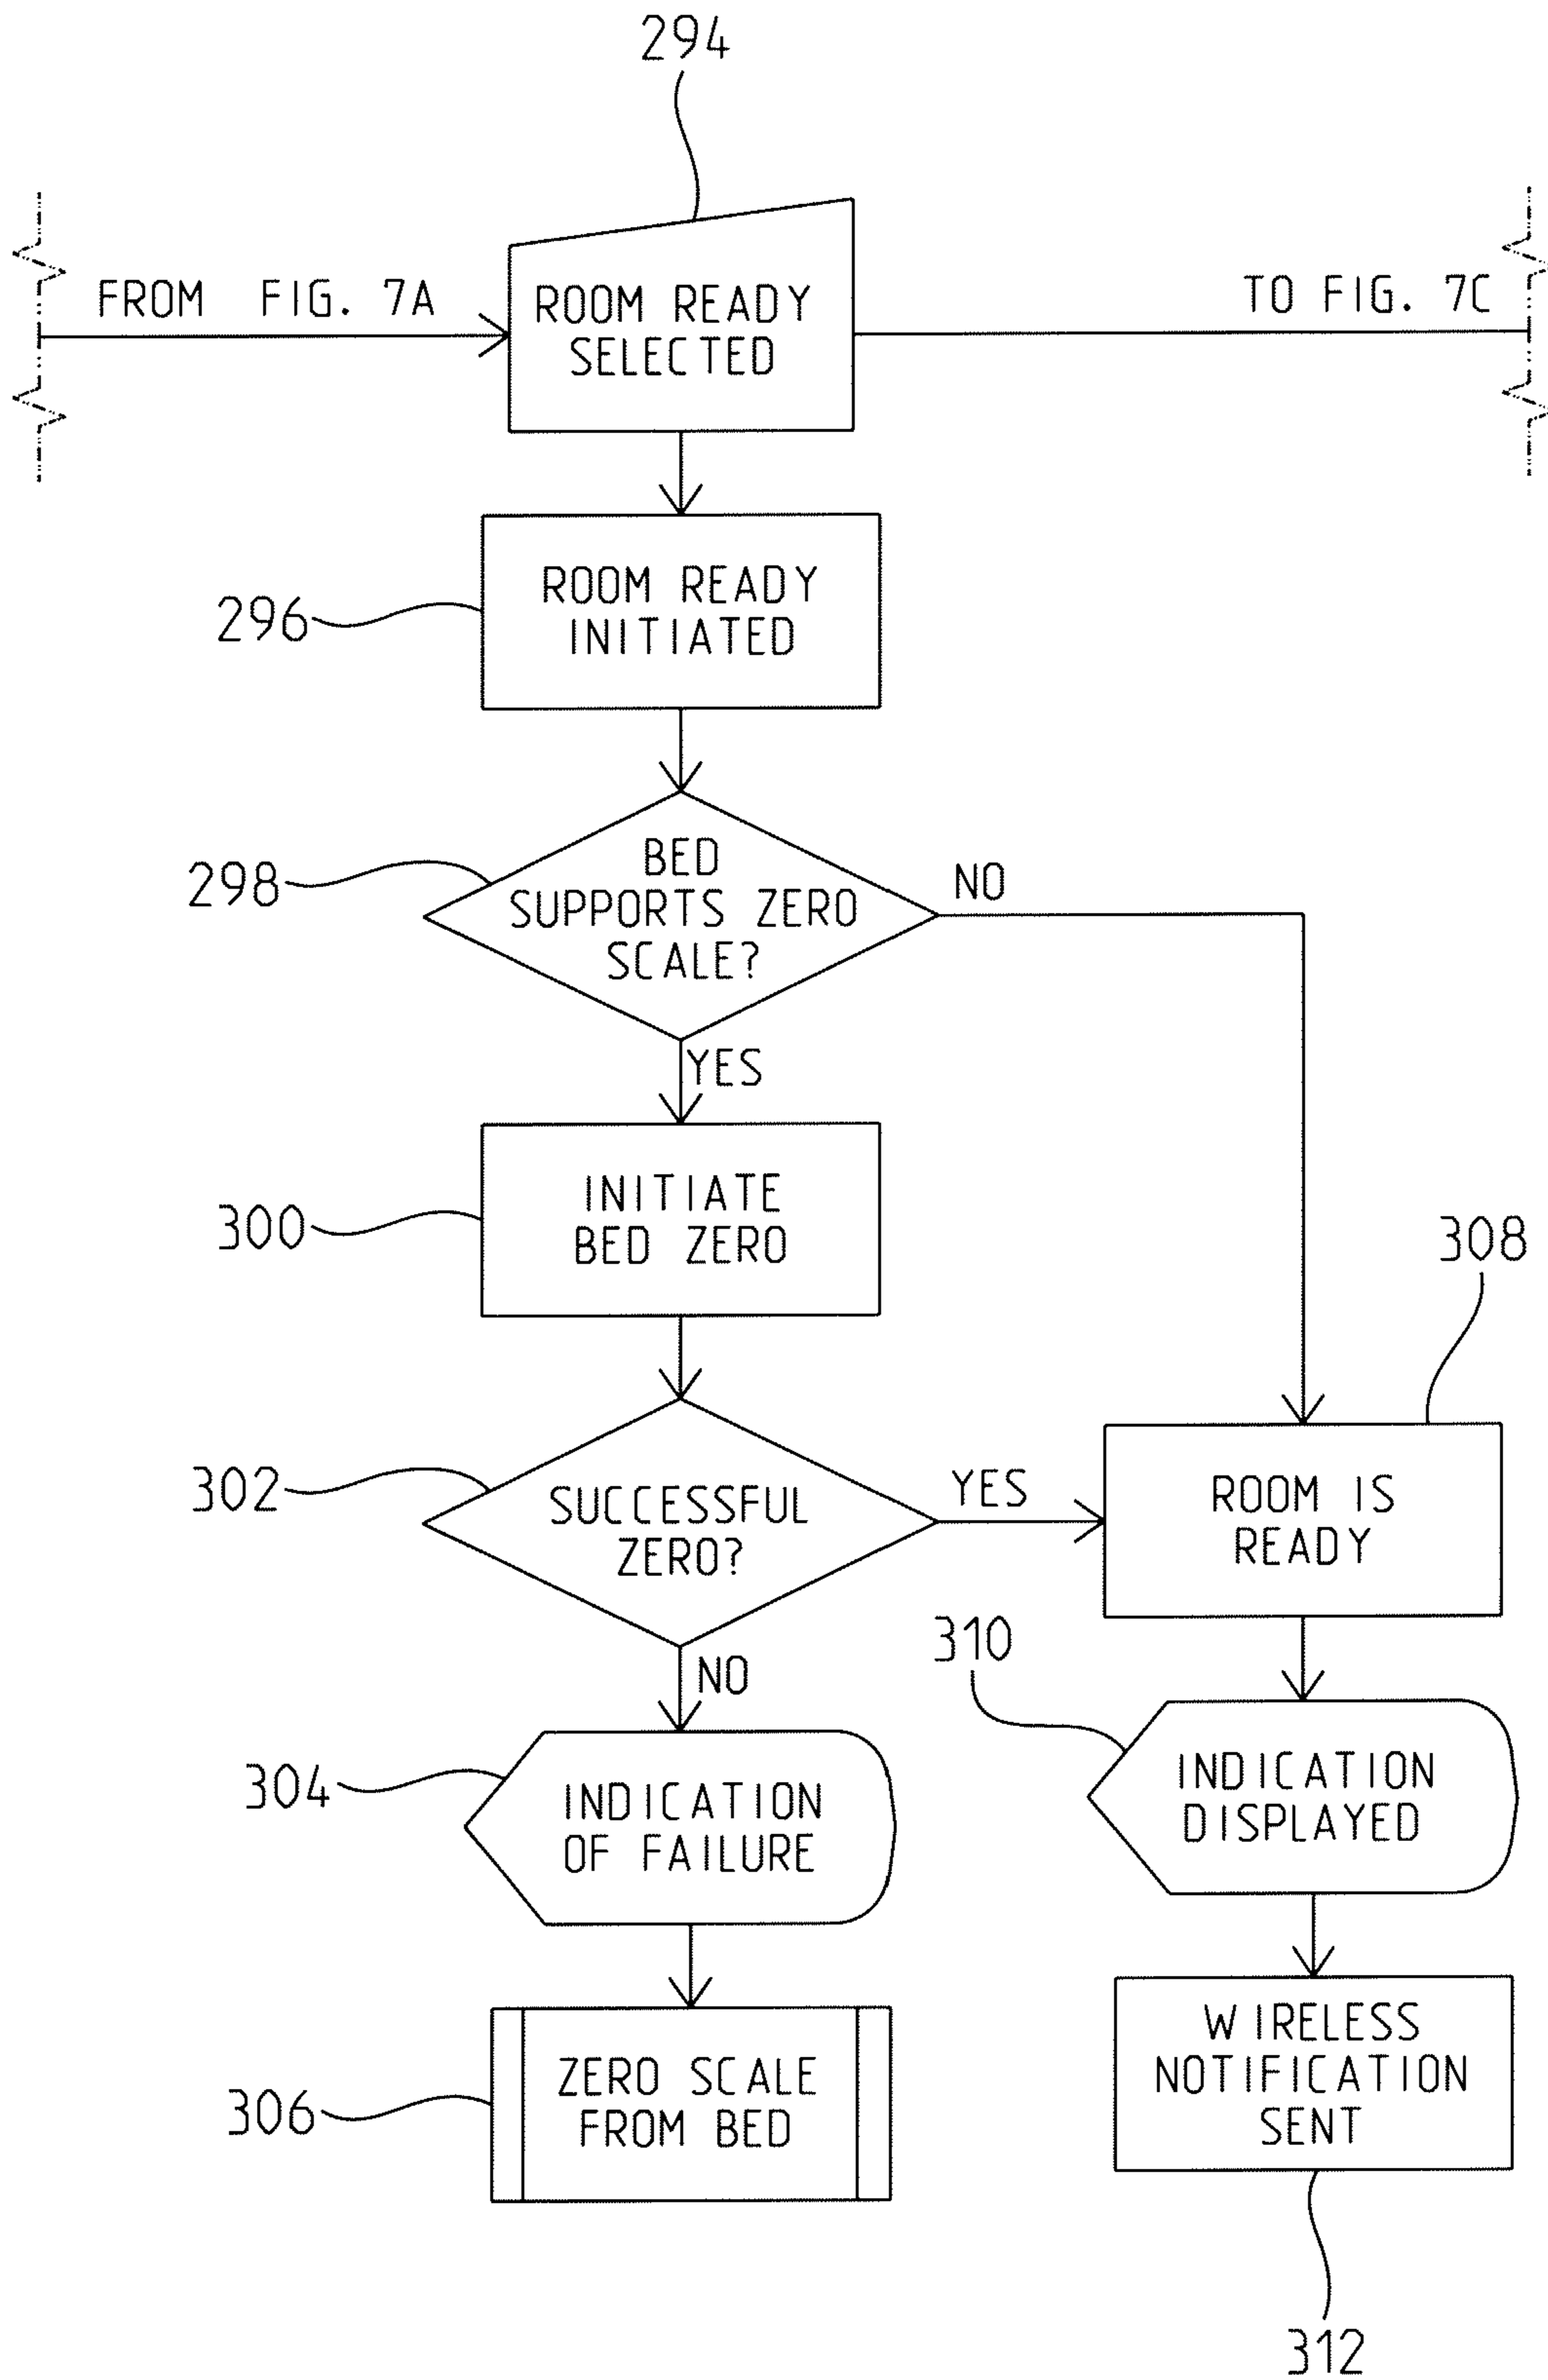 294
FROM FIG. 7A
TO FIG. 7C
ROOM READY
SELECTED
ROOM READY
INITIATED
296
BED
SUPPORTS ZERO
SCALE?
298
NO
YES
INITIATE
BED ZERO
300
308
302
SUCCESSFUL
ZERO?
YES
ROOM IS
READY
NO
310
304
INDICATION
OF FAILURE
INDICATION
DISPLAYED
306
ZERO SCALE
FROM BED
WIRELESS
NOTIFICATION
SENT
312